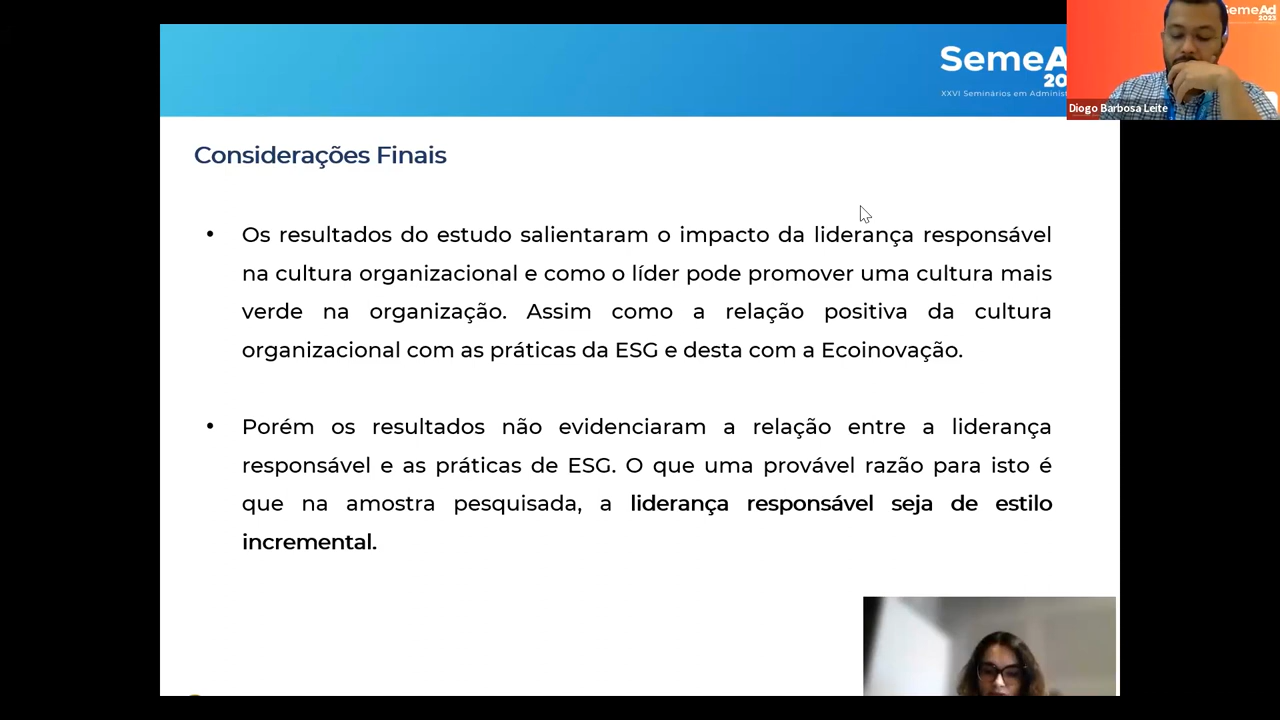 SemeA
20
XXVI Seminários em Adminis
SemeAd
2023
Diogo Barbosa Leite
Considerações Finais
• Os resultados do estudo salientaram o impacto da liderança responsável
na cultura organizacional e como o líder pode promover uma cultura mais
verde na organização. Assim como a relação positiva da cultura
organizacional com as práticas da ESG e desta com a Ecoinovação.
• Porém os resultados não evidenciaram a relação entre a liderança
responsável e as práticas de ESG. O que uma provável razão para isto é
que na amostra pesquisada, a liderança responsável seja de estilo
incremental.